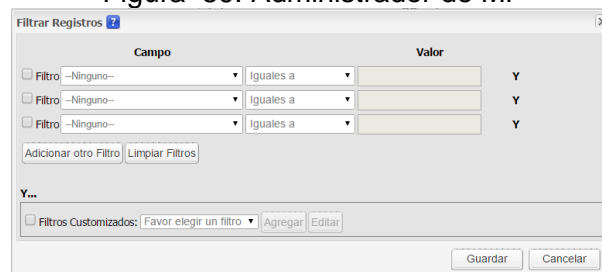 Filtrar Registros ?
Campo Valor
Filtro --Ninguno-- Iguales a Y
Filtro --Ninguno-- Iguales a Y
Filtro --Ninguno-- Iguales a Y
Adicionar otro Filtro Limpiar Filtros
Y...
Filtros Customizados: Favor elegir un filtro Agregar Editar
Guardar Cancelar